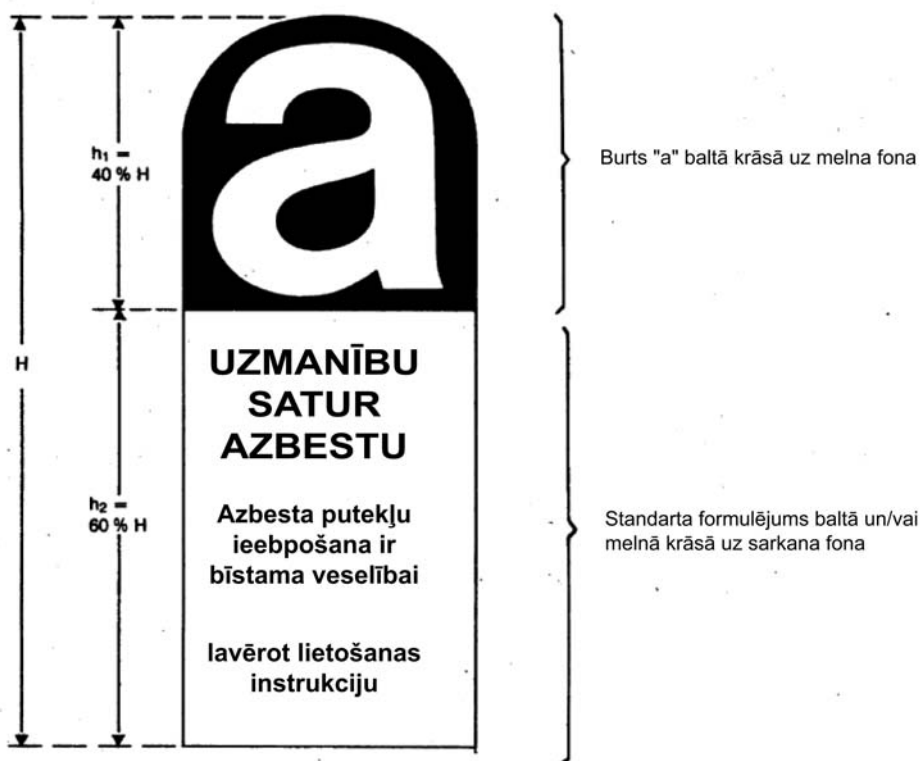 a
h₁ =
40 % H
Burts "a" baltā krāsā uz melna fona
H
UZMANĪBU
SATUR
AZBESTU
h₂ =
60 % H
Azbesta putekļu
ieebpošana ir
bīstama veselībai
Standarta formulējums baltā un/vai
melnā krāsā uz sarkana fona
lavērot lietošanas
instrukciju